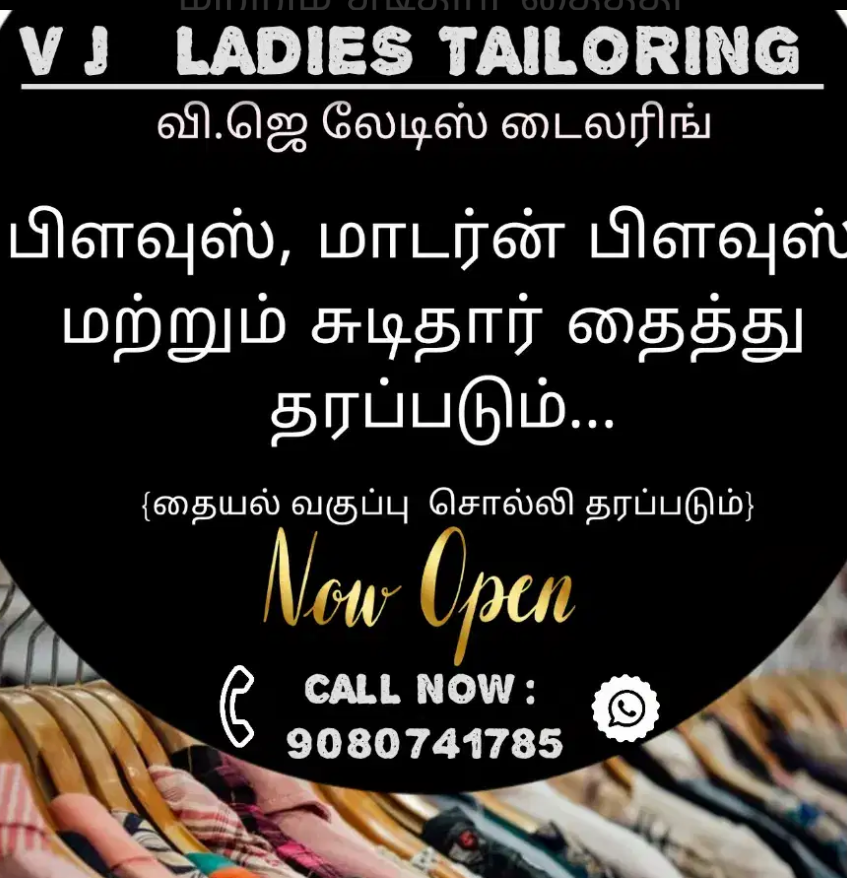 V J LADIES TAILORING
வி.ஜெ லேடிஸ் டைலரிங்
பிளவுஸ், மாடர்ன் பிளவுஸ்
மற்றும் சுடிதார் தைத்து
தரப்படும்...
{தையல் வகுப்பு சொல்லி தரப்படும்}
Now Open
CALL NOW :
9080741785